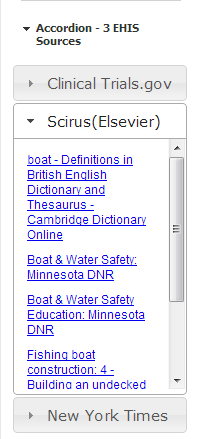 Accordion - 3 EHIS
Sources
Clinical Trials.gov
Scirus(Elsevier)
boat - Definitions in
British English
Dictionary and
Thesaurus -
Cambridge Dictionary
Online
Boat & Water Safety:
Minnesota DNR
Boat & Water Safety
Education: Minnesota
DNR
Fishing boat
construction: 4 -
Building an undecked
New York Times